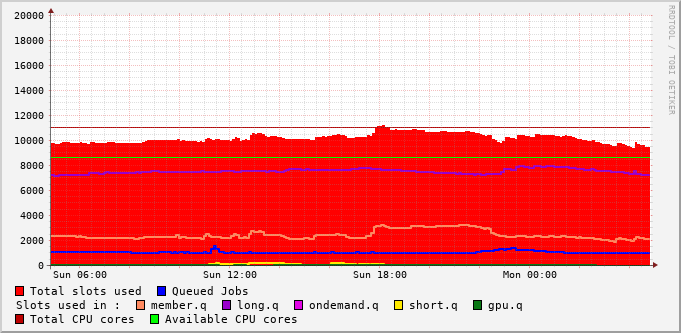 20000
18000
16000
14000
12000
10000
8000
6000
4000
2000
0
Sun 06:00 Sun 12:00 Sun 18:00 Mon 00:00
RRDTOOL / TOBI OETIKER
Total slots used Queued Jobs
Slots used in : member.q long.q ondemand.q short.q gpu.q
Total CPU cores Available CPU cores